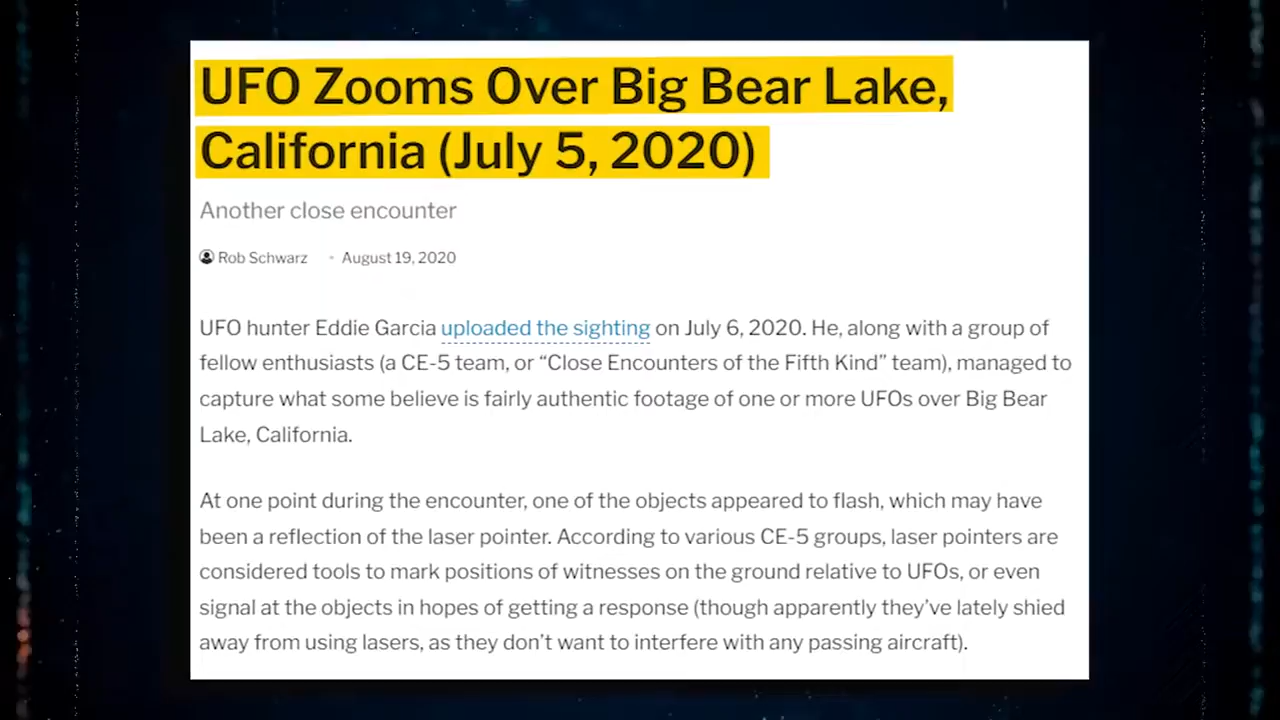 UFO Zooms Over Big Bear Lake,
California (July 5, 2020)
Another close encounter
Rob Schwarz • August 19, 2020
UFO hunter Eddie Garcia uploaded the sighting on July 6, 2020. He, along with a group of
fellow enthusiasts (a CE-5 team, or “Close Encounters of the Fifth Kind” team), managed to
capture what some believe is fairly authentic footage of one or more UFOs over Big Bear
Lake, California.
At one point during the encounter, one of the objects appeared to flash, which may have
been a reflection of the laser pointer. According to various CE-5 groups, laser pointers are
considered tools to mark positions of witnesses on the ground relative to UFOs, or even
signal at the objects in hopes of getting a response (though apparently they’ve lately shied
away from using lasers, as they don’t want to interfere with any passing aircraft).